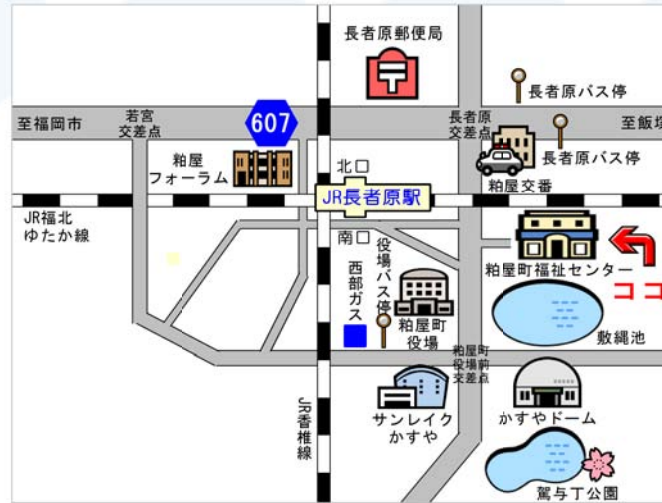 長者原郵便局
長者原バス停
至福岡市
若宮
交差点
607
長者原
交差点
至飯塚
長者原バス停
粕屋
フォーラム
北口
粕屋交番
JR長者原駅
JR福北
ゆたか線
南口
役場バス停
西部ガス
粕屋町福祉センター
ココ
粕屋町
役場
敷縄池
粕屋町
役場前
交差点
JR香椎線
サンレイク
かすや
かすやドーム
駕与丁公園